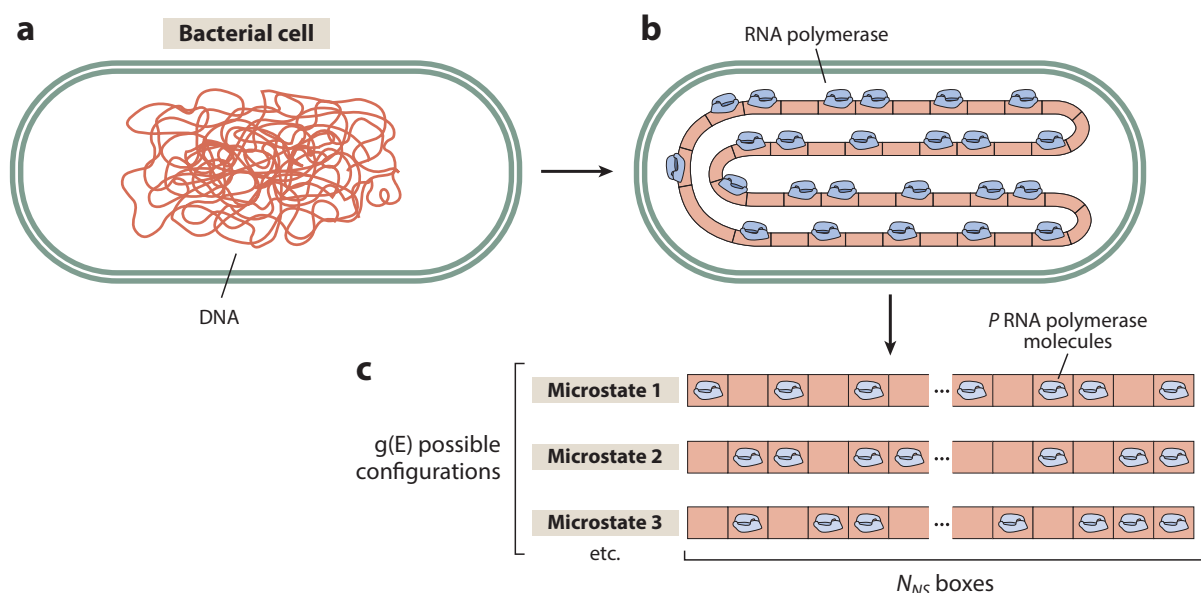 a
Bacterial cell
DNA
b
RNA polymerase
c
P RNA polymerase
molecules
g(E) possible
configurations
Microstate 1
...
Microstate 2
...
Microstate 3
...
etc.
N_NS boxes